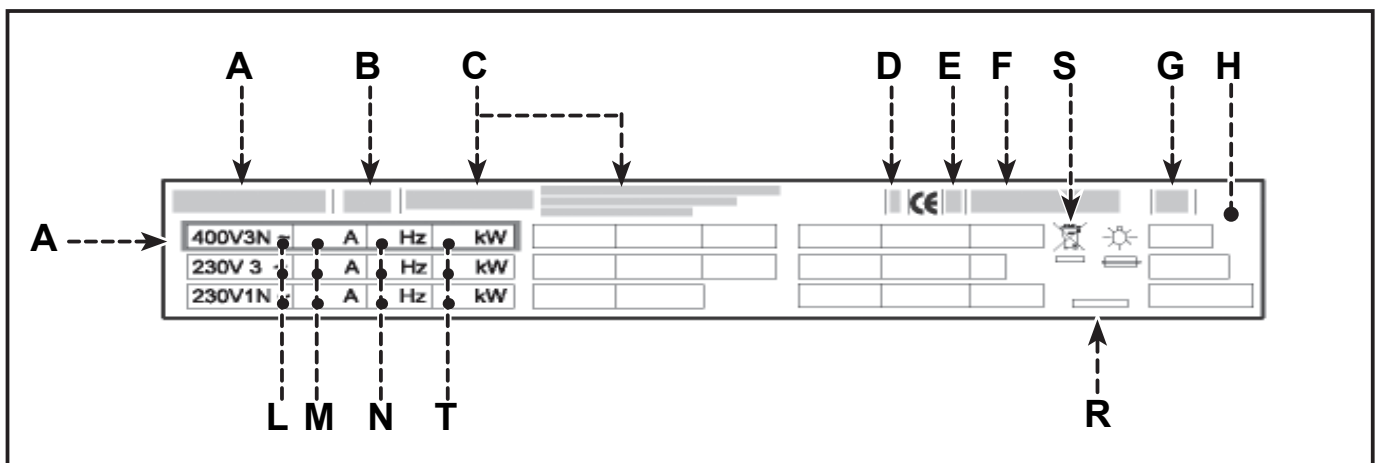 A B C D E F S G H
CE
A 400V3N ~ A Hz kW
230V 3 ~ A Hz kW
230V1N ~ A Hz kW
L M N T R